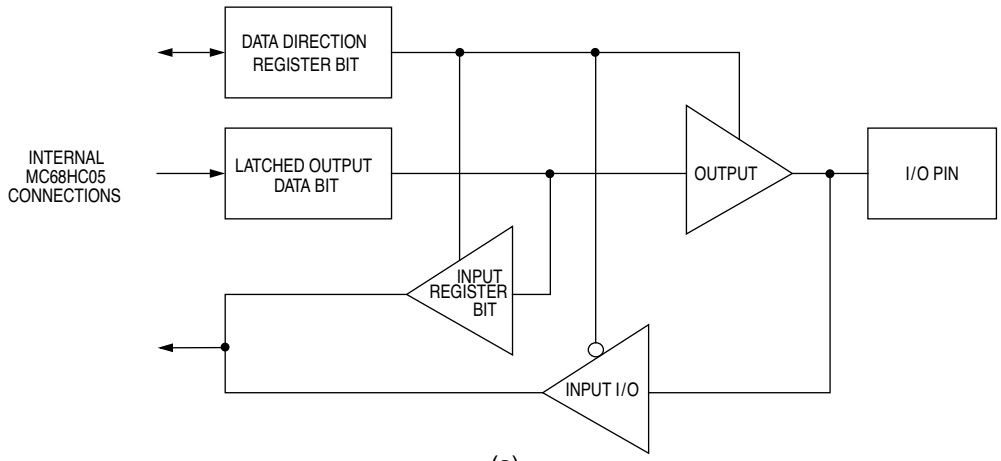 DATA DIRECTION
REGISTER BIT
INTERNAL
MC68HC05
CONNECTIONS
LATCHED OUTPUT
DATA BIT
OUTPUT
I/O PIN
INPUT
REGISTER
BIT
INPUT I/O
(a)